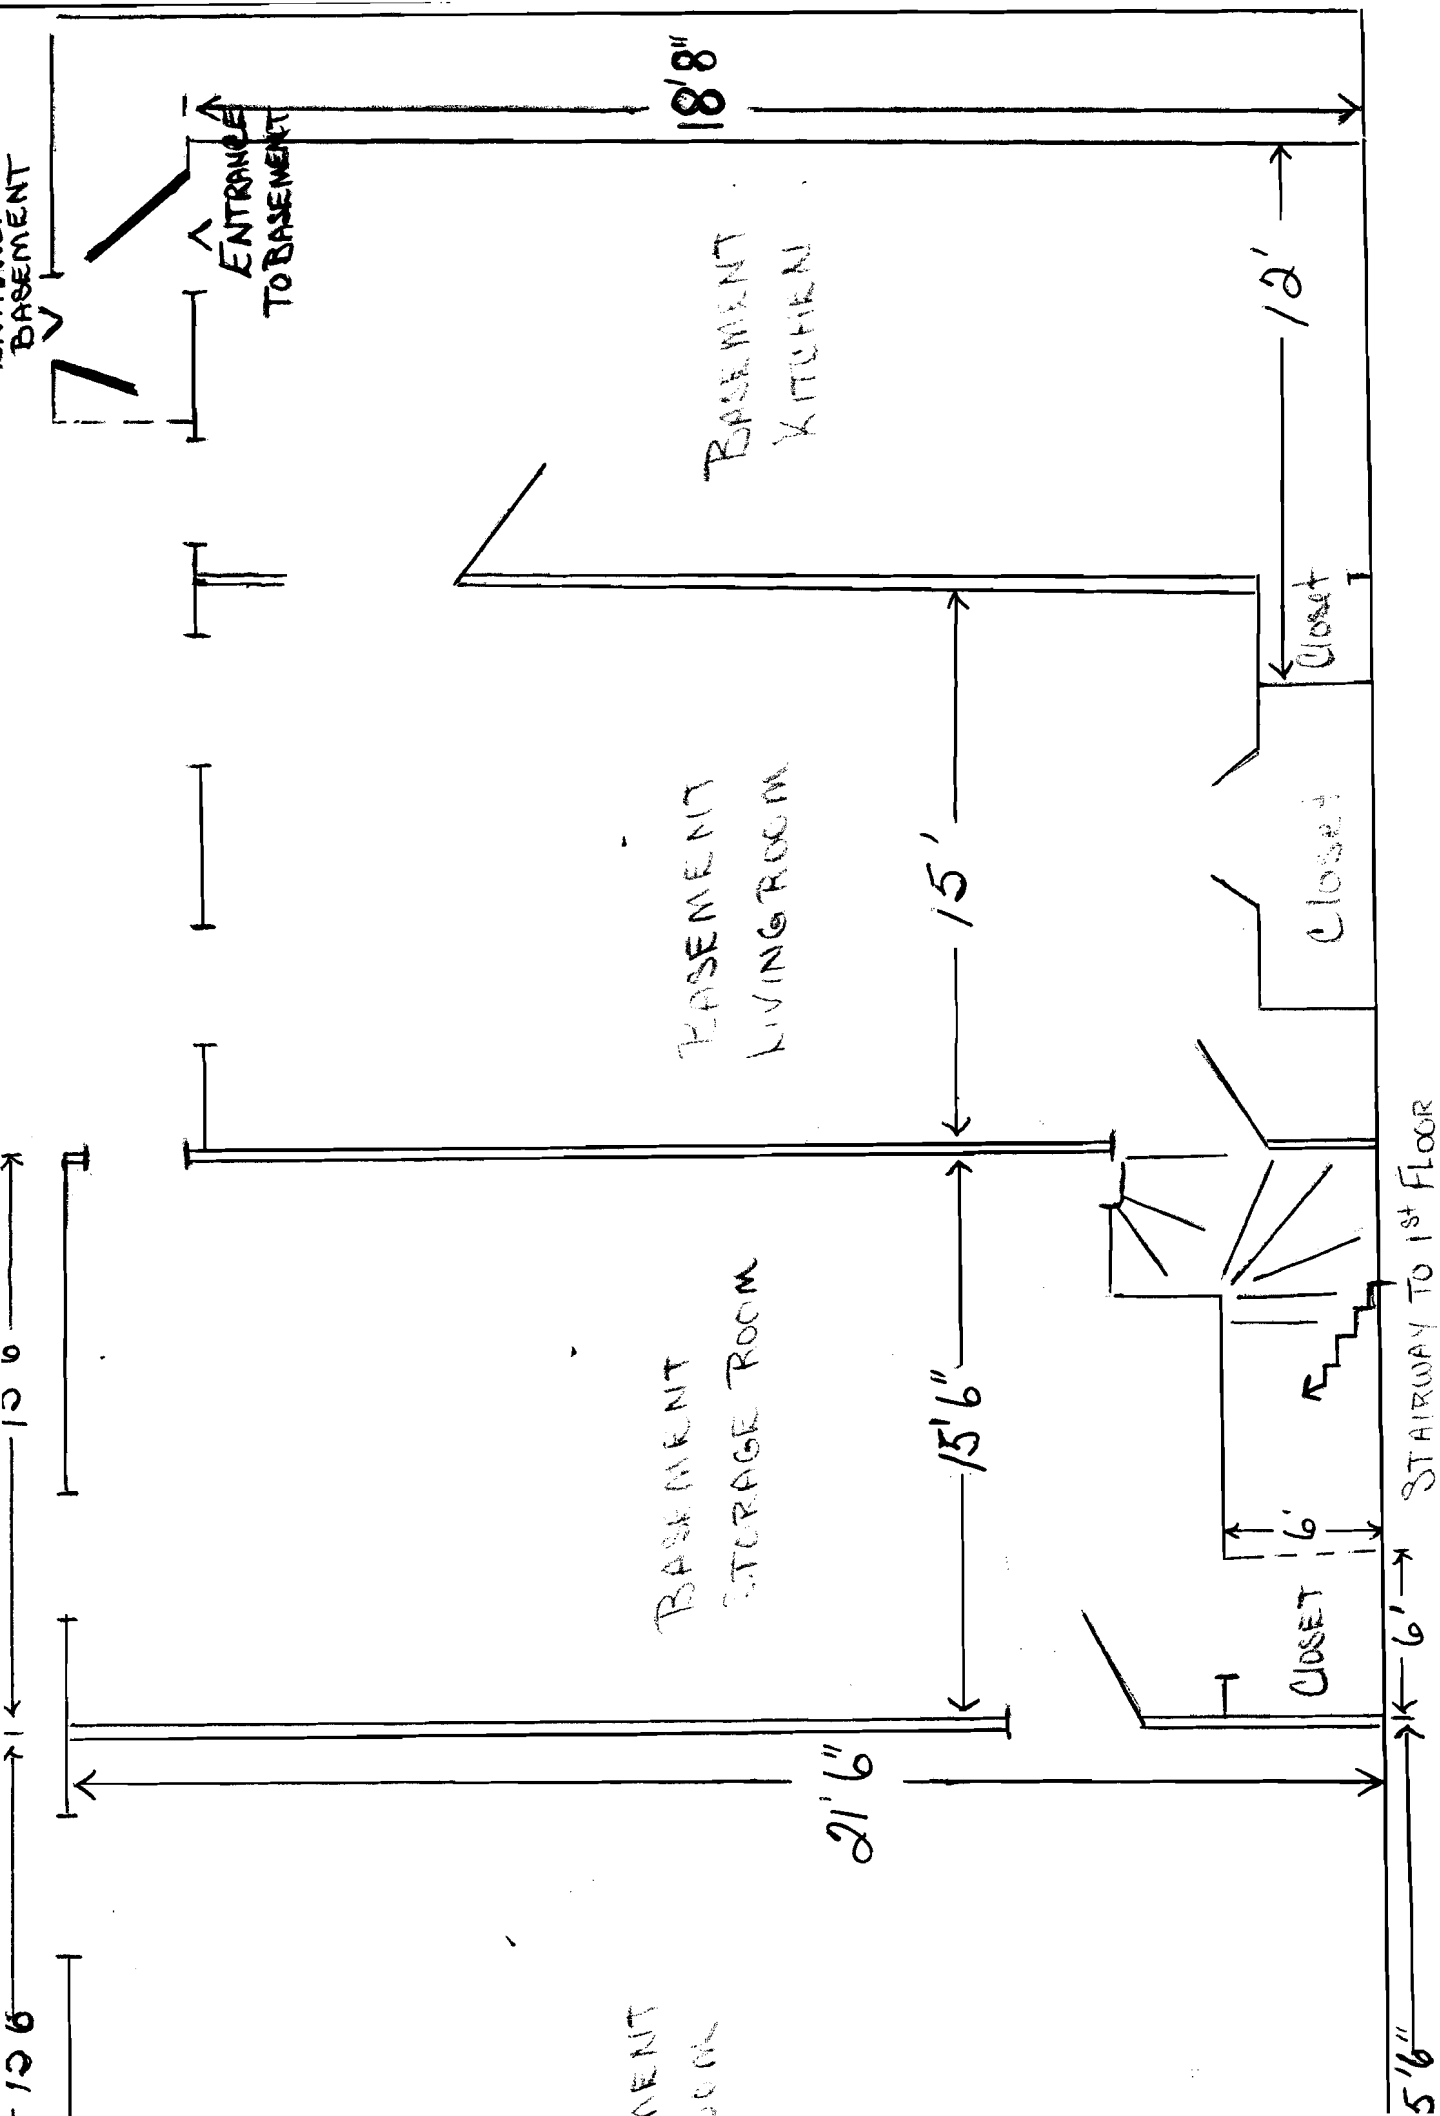 BASEMENT
ENTRANCE
TO BASEMENT
18'8"
BASEMENT
KITCHEN
12'
Closet
BASEMENT
LIVING ROOM
15'
Closet
BASEMENT
STORAGE ROOM
15'6"
6'
CLOSET
6'
STAIRWAY TO 1st FLOOR
21'6"
MENT
5'6"